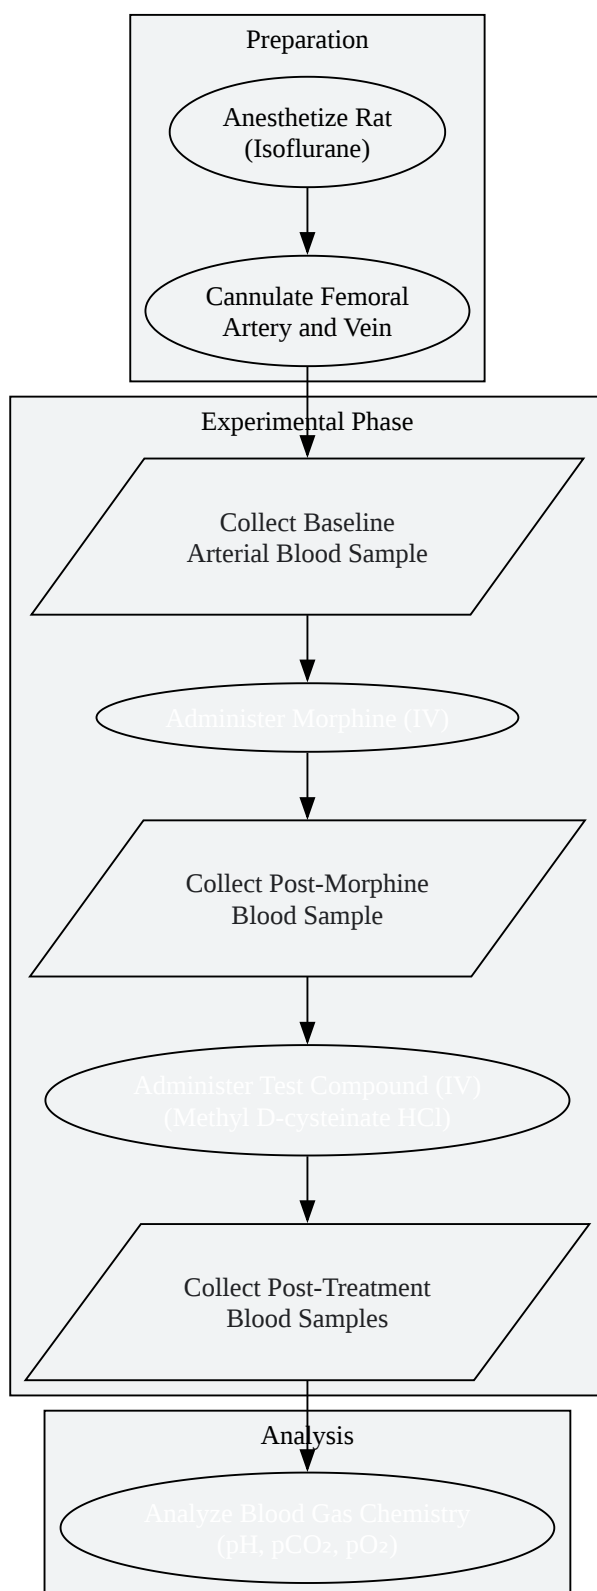 Preparation
Anesthetize Rat
(Isoflurane)
Cannulate Femoral
Artery and Vein
Experimental Phase
Collect Baseline
Arterial Blood Sample
Administer Morphine (IV)
Collect Post-Morphine
Blood Sample
Administer Test Compound (IV)
(Methyl D-cysteinate HCl)
Collect Post-Treatment
Blood Samples
Analysis
Analyze Blood Gas Chemistry
(pH, pCO₂, pO₂)